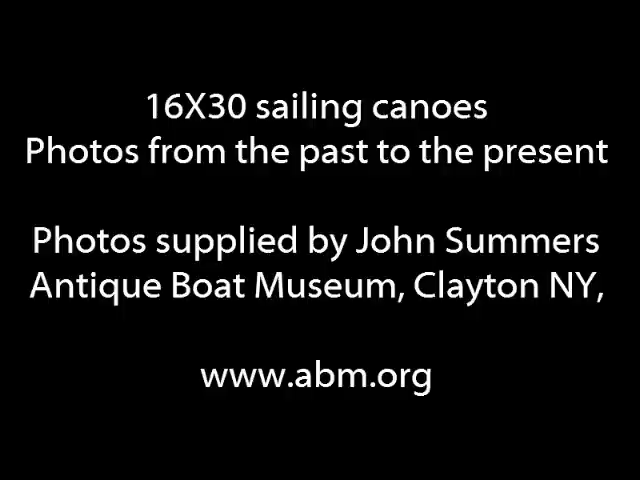 16X30 sailing canoes
Photos from the past to the present
Photos supplied by John Summers
Antique Boat Museum, Clayton NY,
www.abm.org